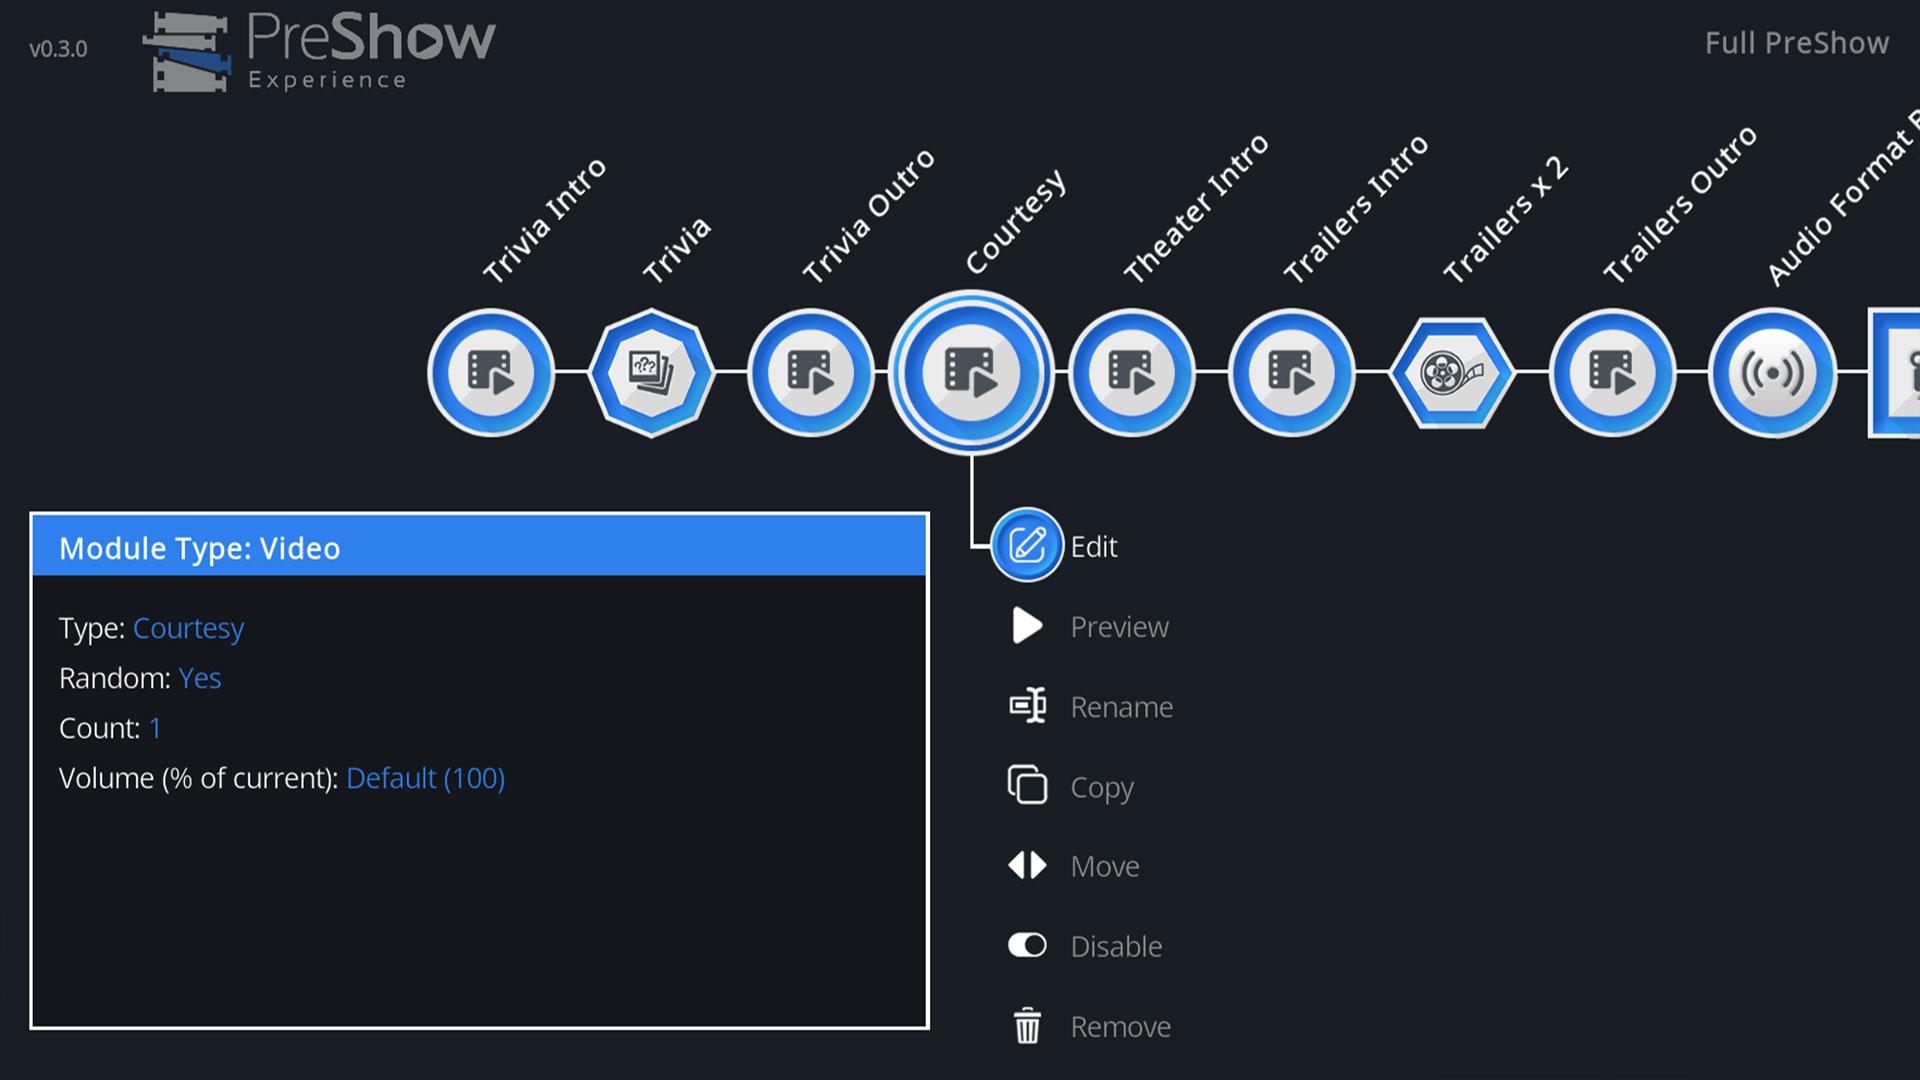 v0.3.0
PreShow
Experience
Full PreShow
Trivia Intro
Trivia
Trivia Outro
Courtesy
Theater Intro
Trailers Intro
Trailers x 2
Trailers Outro
Audio Format
???
Module Type: Video
Type: Courtesy
Random: Yes
Count: 1
Volume (% of current): Default (100)
Edit
Preview
Rename
Copy
Move
Disable
Remove